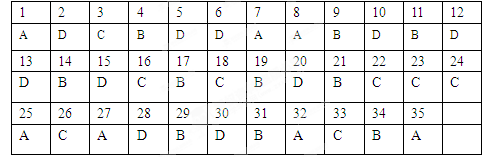 1 2 3 4 5 6 7 8 9 10 11 12
A D C B D D A A B D B D
13 14 15 16 17 18 19 20 21 22 23 24
D B D C B C B D B C C C
25 26 27 28 29 30 31 32 33 34 35
A C A D B D B A C B A